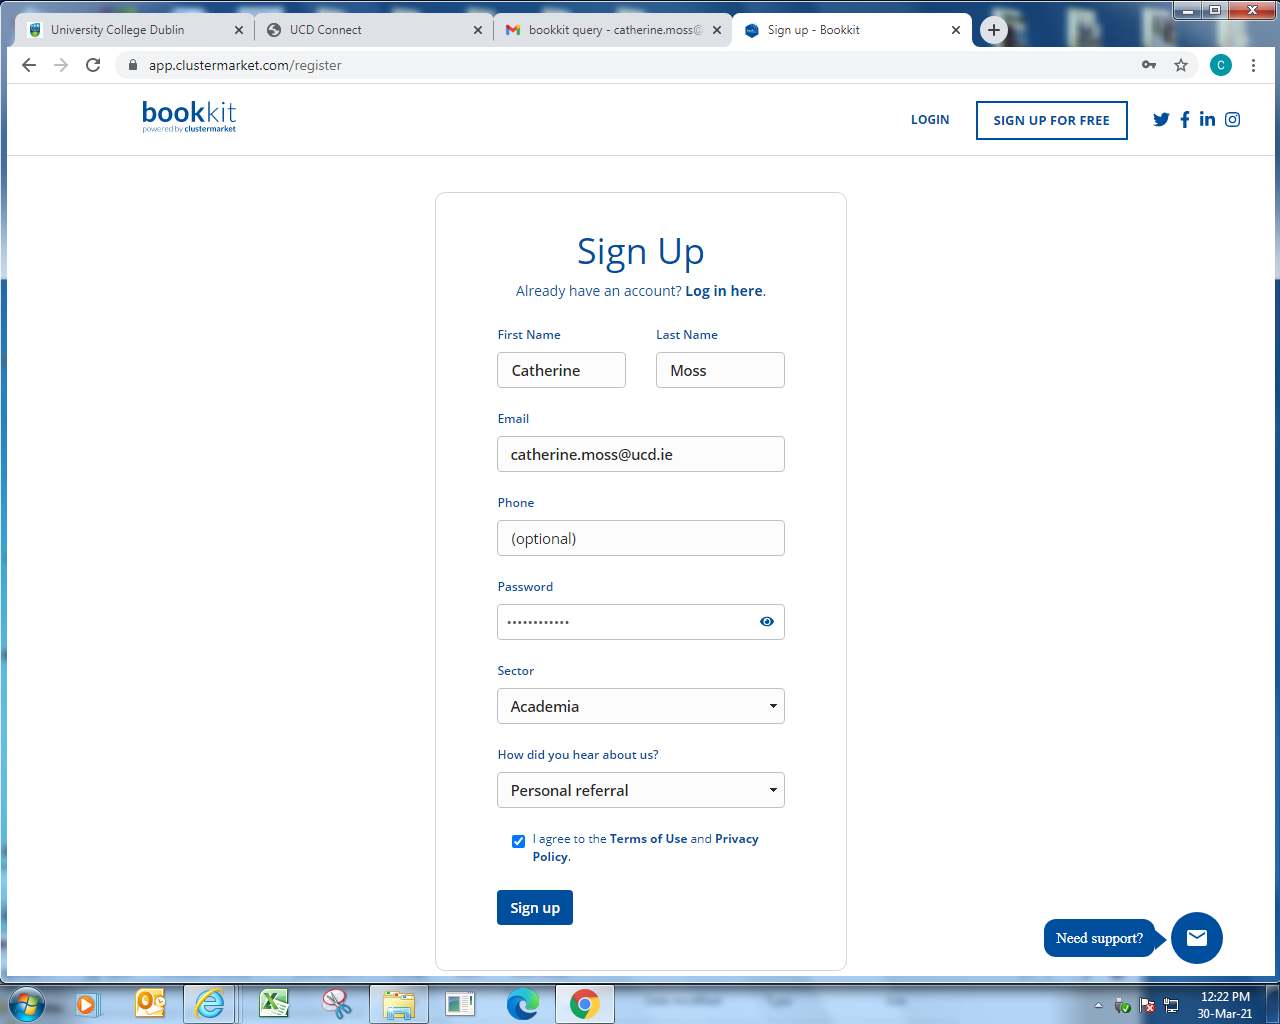 University College Dublin
UCD Connect
bookkit query - catherine.moss@
Sign up - Bookkit
app.clustermarket.com/register
C
bookkit
powered by clustermarket
LOGIN
SIGN UP FOR FREE
Sign Up
Already have an account? Log in here.
First Name
Last Name
Catherine
Moss
Email
catherine.moss@ucd.ie
Phone
(optional)
Password
••••••••••••
Sector
Academia
How did you hear about us?
Personal referral
I agree to the Terms of Use and Privacy
Policy.
Sign up
Need support?
12:22 PM
30-Mar-21